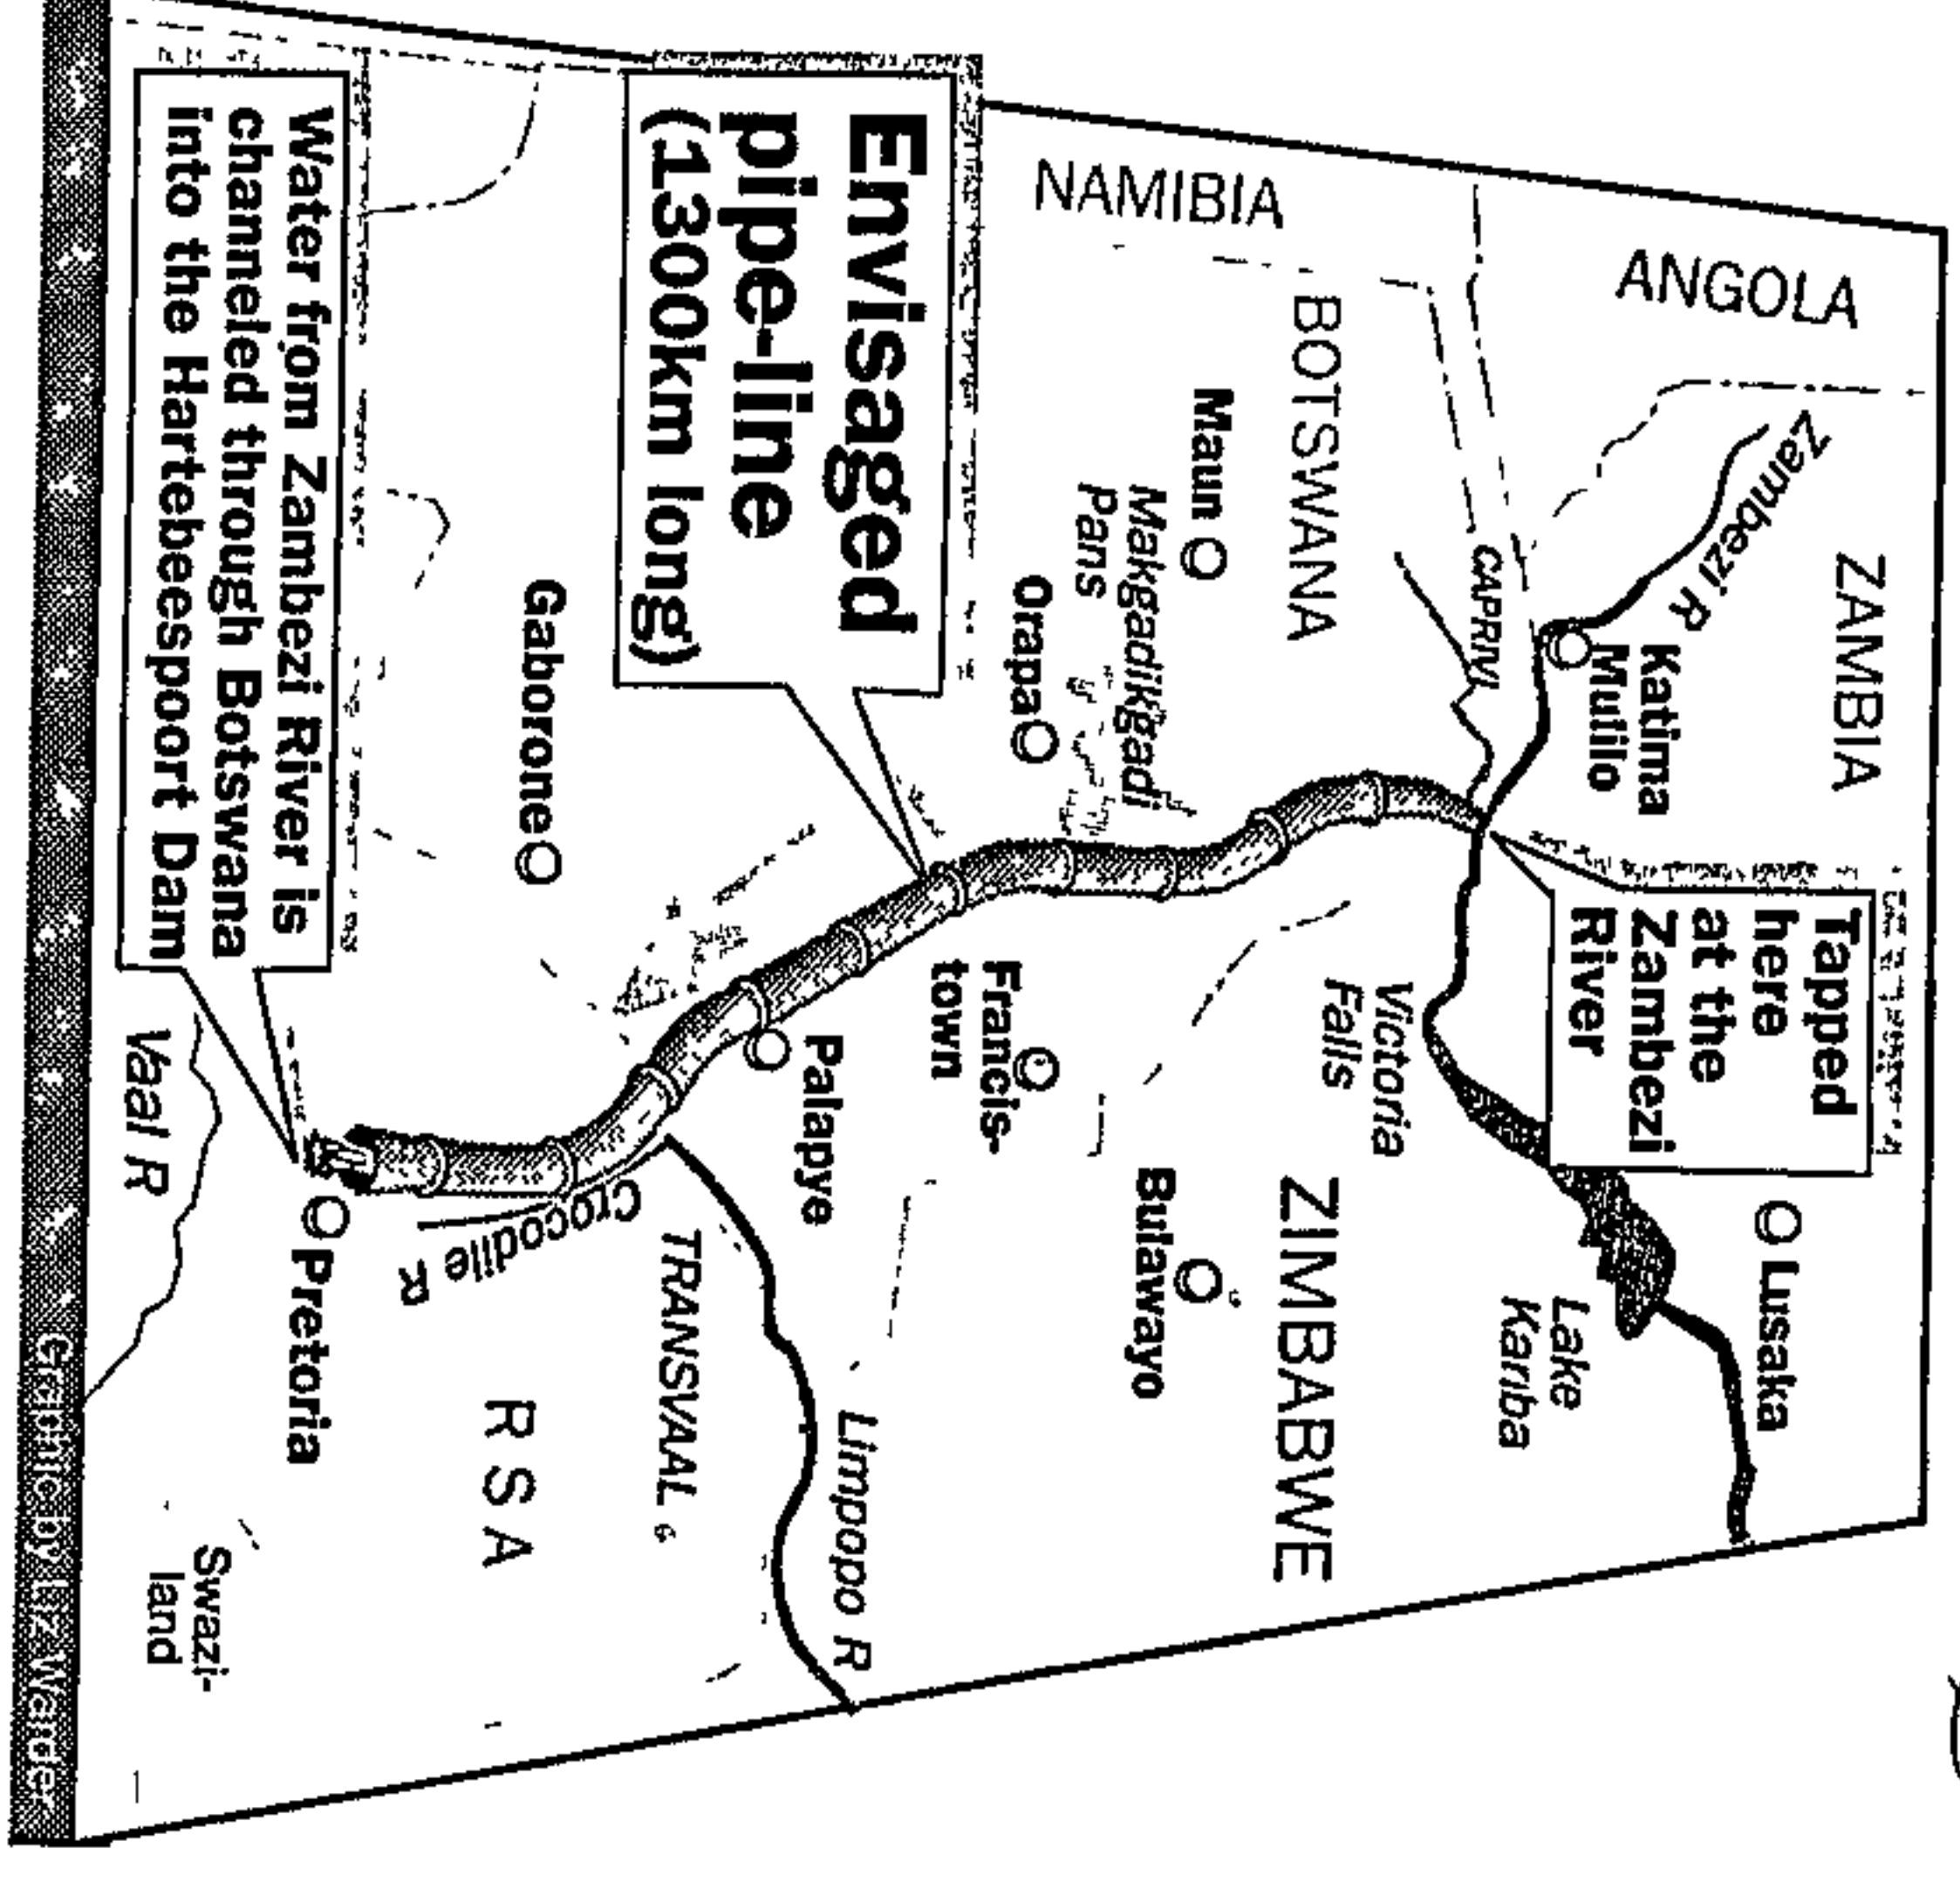 ANGOLA
ZAMBIA
Zambezi R
Katima
Mulilo
Tapped
here
at the
Zambezi
River
Lusaka
Lake
Kariba
CAPRIVI
NAMIBIA
BOTSWANA
Maun
Makgadikgadi
Pans
Orapa
Victoria
Falls
ZIMBABWE
Bulawayo
Francis-
town
Envisaged
pipe-line
(1300km long)
Palapye
Limpopo R
TRANSVAAL
Crocodile R
Gaborone
R S A
Pretoria
Water from Zambezi River is
channeled through Botswana
into the Hartebeespoort Dam
Vaal R
Swazi-
land
Graphic by Liz Warder